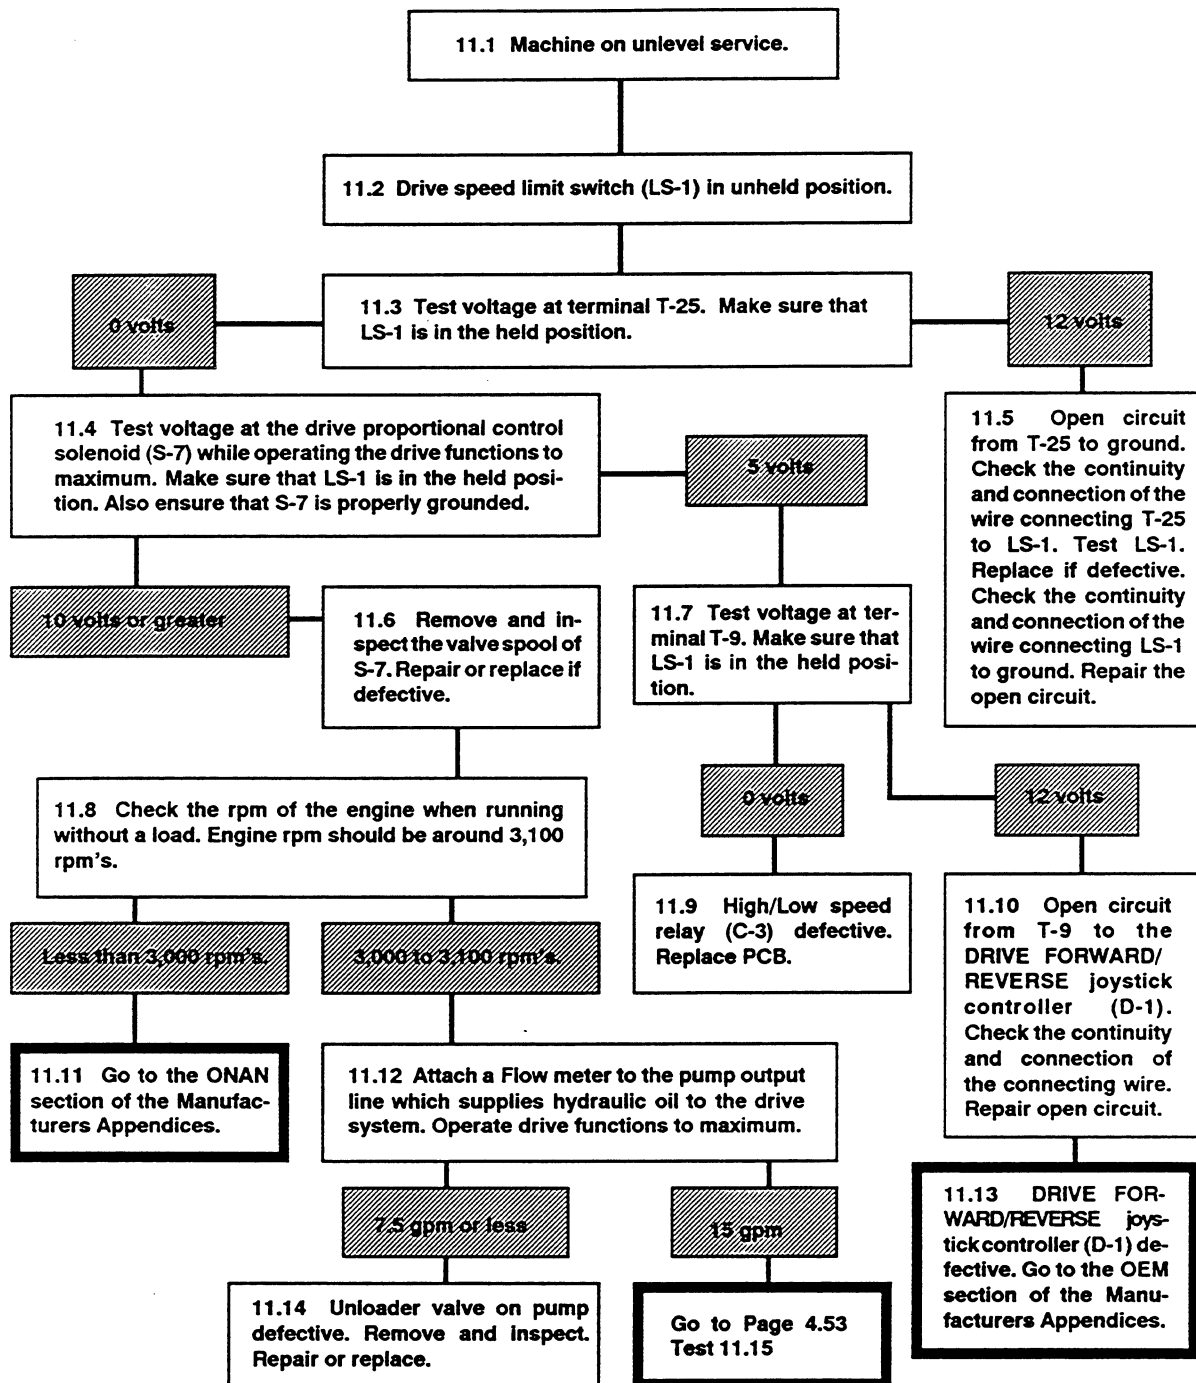 11.1 Machine on unlevel service.
11.2 Drive speed limit switch (LS-1) in unheld position.
0 volts
11.3 Test voltage at terminal T-25. Make sure that
LS-1 is in the held position.
12 volts
11.4 Test voltage at the drive proportional control
solenoid (S-7) while operating the drive functions to
maximum. Make sure that LS-1 is in the held posi-
tion. Also ensure that S-7 is properly grounded.
5 volts
11.5 Open circuit
from T-25 to ground.
Check the continuity
and connection of the
wire connecting T-25
to LS-1. Test LS-1.
Replace if defective.
Check the continuity
and connection of the
wire connecting LS-1
to ground. Repair the
open circuit.
10 volts or greater
11.6 Remove and in-
spect the valve spool of
S-7. Repair or replace if
defective.
11.7 Test voltage at ter-
minal T-9. Make sure that
LS-1 is in the held posi-
tion.
11.8 Check the rpm of the engine when running
without a load. Engine rpm should be around 3,100
rpm's.
0 volts
12 volts
11.9 High/Low speed
relay (C-3) defective.
Replace PCB.
11.10 Open circuit
from T-9 to the
DRIVE FORWARD/
REVERSE joystick
controller (D-1).
Check the continuity
and connection of
the connecting wire.
Repair open circuit.
Less than 3,000 rpm's.
3,000 to 3,100 rpm's.
11.11 Go to the ONAN
section of the Manufac-
turers Appendices.
11.12 Attach a Flow meter to the pump output
line which supplies hydraulic oil to the drive
system. Operate drive functions to maximum.
7.5 gpm or less
15 gpm
11.13 DRIVE FOR-
WARD/REVERSE joys-
tick controller (D-1) de-
fective. Go to the OEM
section of the Manu-
facturers Appendices.
11.14 Unloader valve on pump
defective. Remove and inspect.
Repair or replace.
Go to Page 4.53
Test 11.15